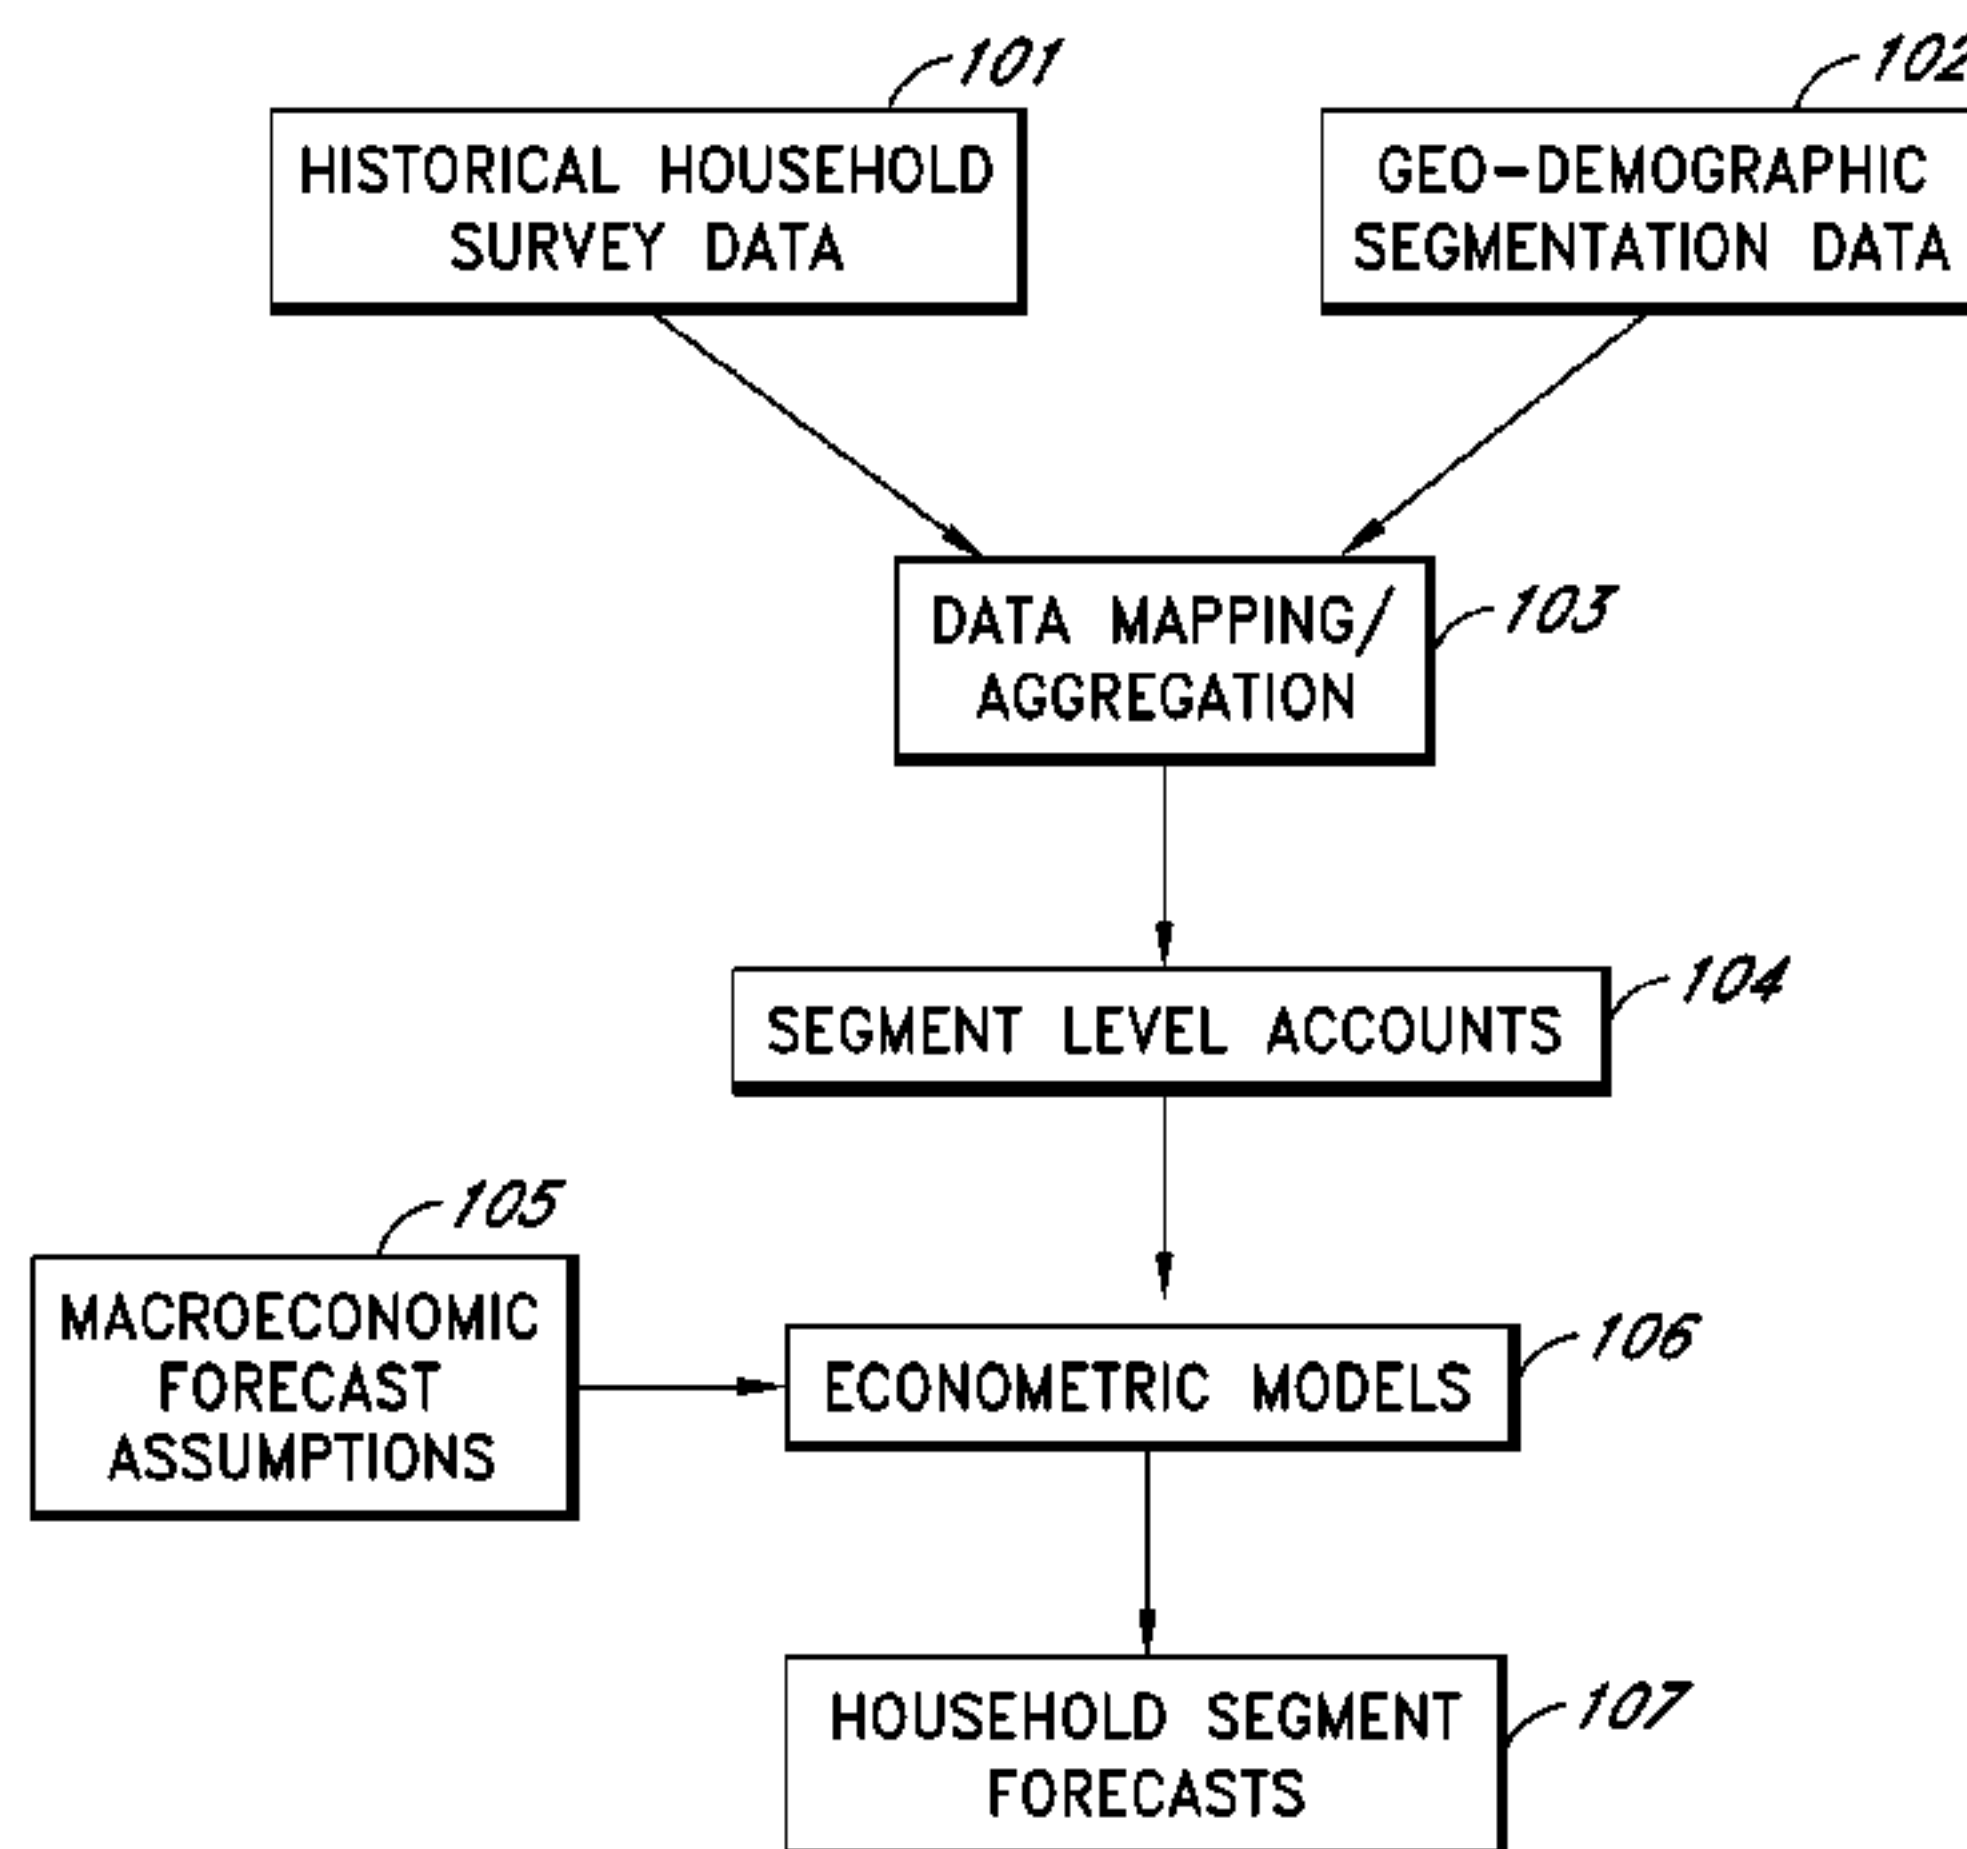 101
HISTORICAL HOUSEHOLD
SURVEY DATA
102
GEO-DEMOGRAPHIC
SEGMENTATION DATA
DATA MAPPING/
AGGREGATION
103
SEGMENT LEVEL ACCOUNTS
104
105
MACROECONOMIC
FORECAST
ASSUMPTIONS
ECONOMETRIC MODELS
106
HOUSEHOLD SEGMENT
FORECASTS
107